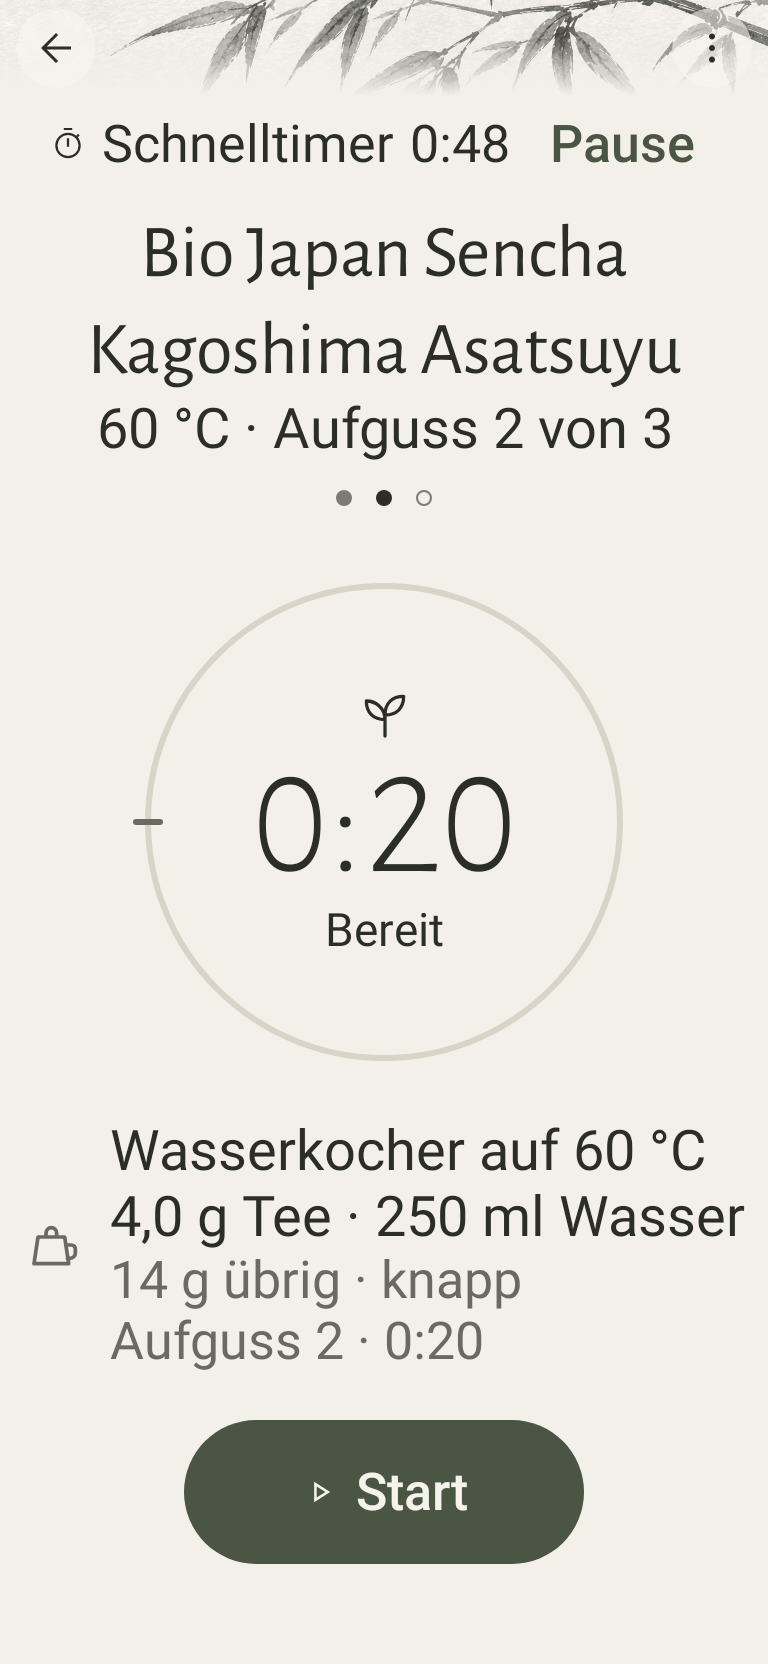 Schnelltimer 0:48 Pause
Bio Japan Sencha
Kagoshima Asatsuyu
60 °C · Aufguss 2 von 3
0:20
Bereit
Wasserkocher auf 60 °C
4,0 g Tee · 250 ml Wasser
14 g übrig · knapp
Aufguss 2 · 0:20
Start